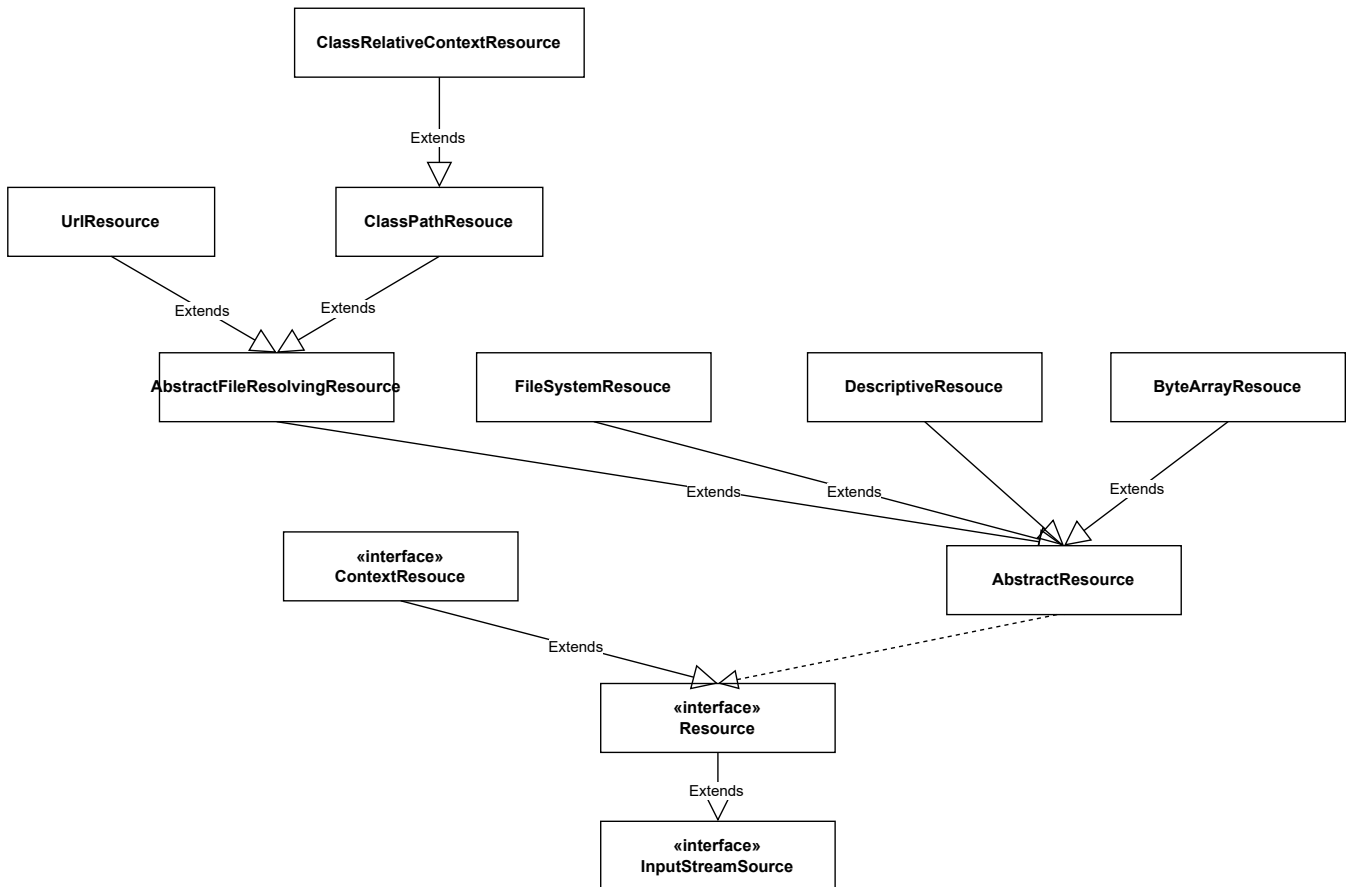 ClassRelativeContextResource
Extends
UrlResource
ClassPathResouce
Extends
Extends
AbstractFileResolvingResource
FileSystemResouce
DescriptiveResouce
ByteArrayResouce
Extends
Extends
Extends
«interface»
ContextResouce
AbstractResource
Extends
«interface»
Resource
Extends
«interface»
InputStreamSource